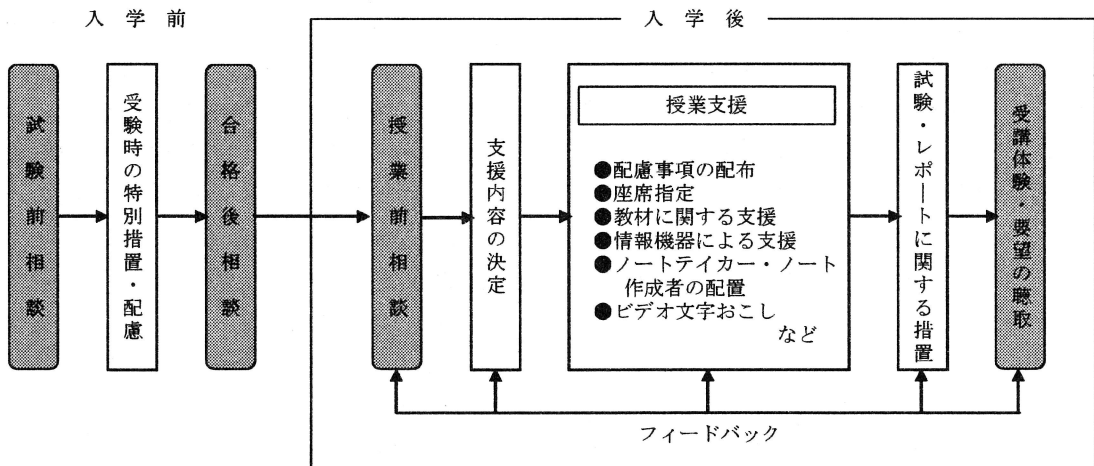 入学前
入学後
試験前相談
受験時の特別措置・配慮
合格後相談
授業前相談
支援内容の決定
授業支援
●配慮事項の配布
●座席指定
●教材に関する支援
●情報機器による支援
●ノートテイカー・ノート
作成者の配置
●ビデオ文字おこし
など
試験・レポートに関する措置
受講体験・要望の聴取
フィードバック